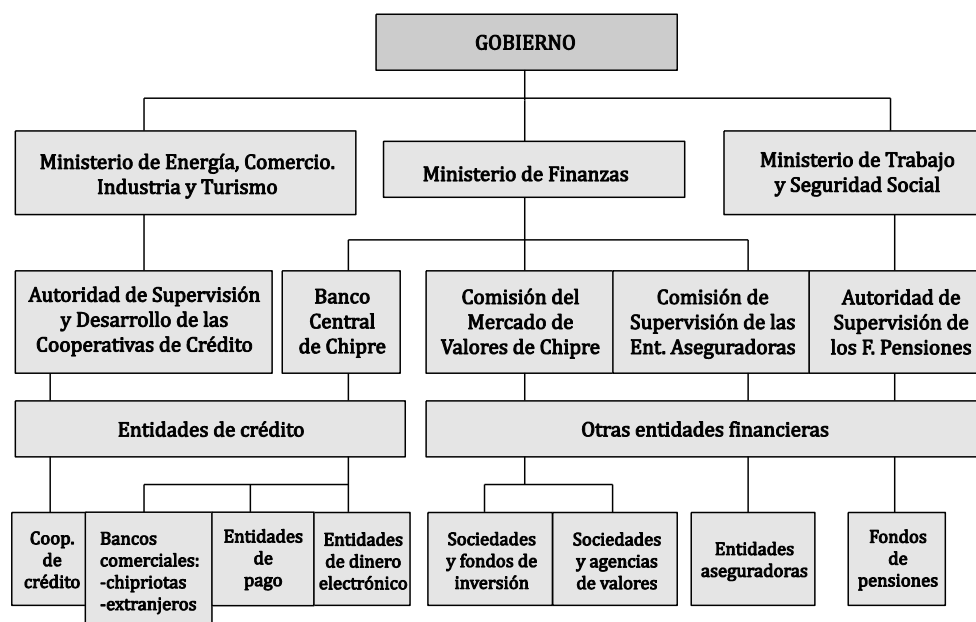 GOBIERNO
Ministerio de Energía, Comercio.
Industria y Turismo
Ministerio de Finanzas
Ministerio de Trabajo
y Seguridad Social
Autoridad de Supervisión
y Desarrollo de las
Cooperativas de Crédito
Banco
Central
de Chipre
Comisión del
Mercado de
Valores de Chipre
Comisión de
Supervisión de las
Ent. Aseguradoras
Autoridad de
Supervisión de
los F. Pensiones
Entidades de crédito
Otras entidades financieras
Coop.
de
crédito
Bancos
comerciales:
-chipriotas
-extranjeros
Entidades
de
pago
Entidades
de dinero
electrónico
Sociedades
y fondos de
inversión
Sociedades
y agencias
de valores
Entidades
aseguradoras
Fondos
de
pensiones